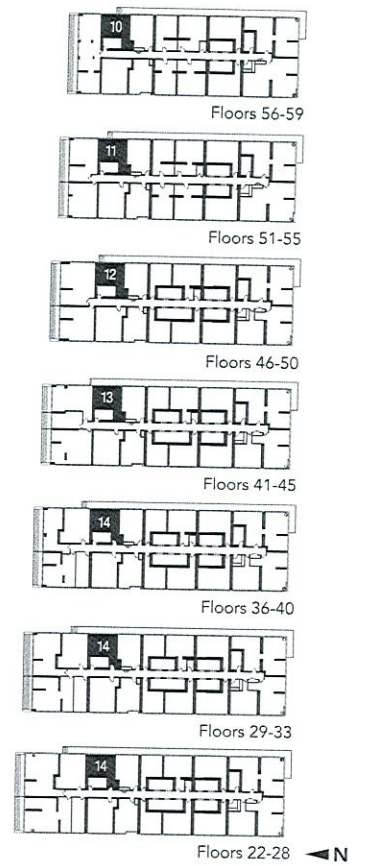 10
Floors 56-59
11
Floors 51-55
12
Floors 46-50
13
Floors 41-45
14
Floors 36-40
14
Floors 29-33
14
Floors 22-28
N